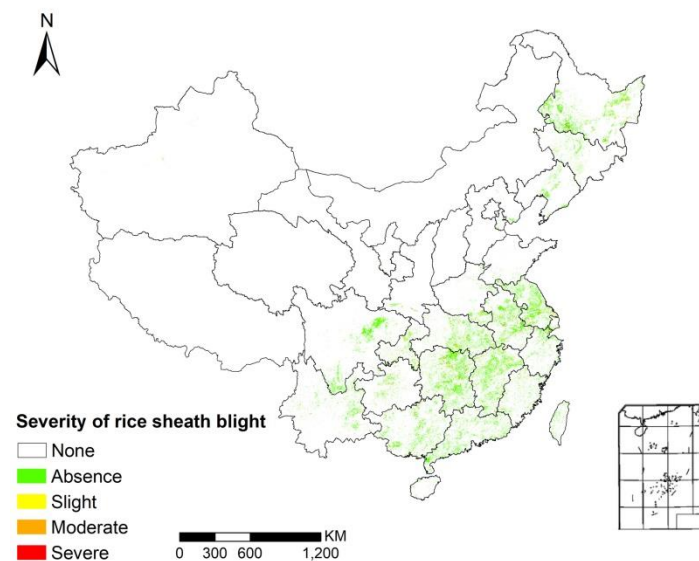 N
Severity of rice sheath blight
None
Absence
Slight
Moderate
Severe
KM
0 300 600 1,200